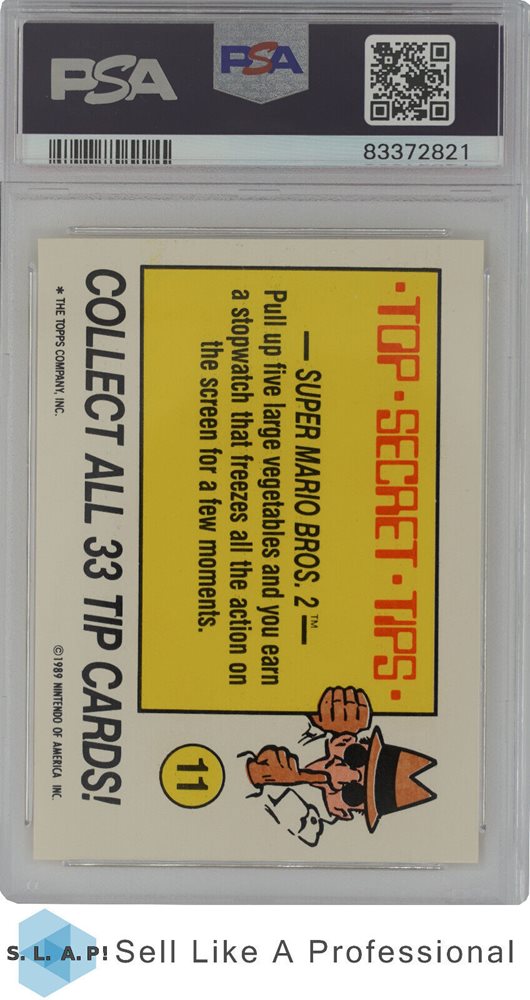 PSA
PSA
83372821
·TOP·SECRET·TIPS·
— SUPER MARIO BROS. 2™ —
Pull up five large vegetables and you earn
a stopwatch that freezes all the action on
the screen for a few moments.
11
COLLECT ALL 33 TIP CARDS!
* THE TOPPS COMPANY, INC.
©1989 NINTENDO OF AMERICA INC.
S. L. A. P! Sell Like A Professional